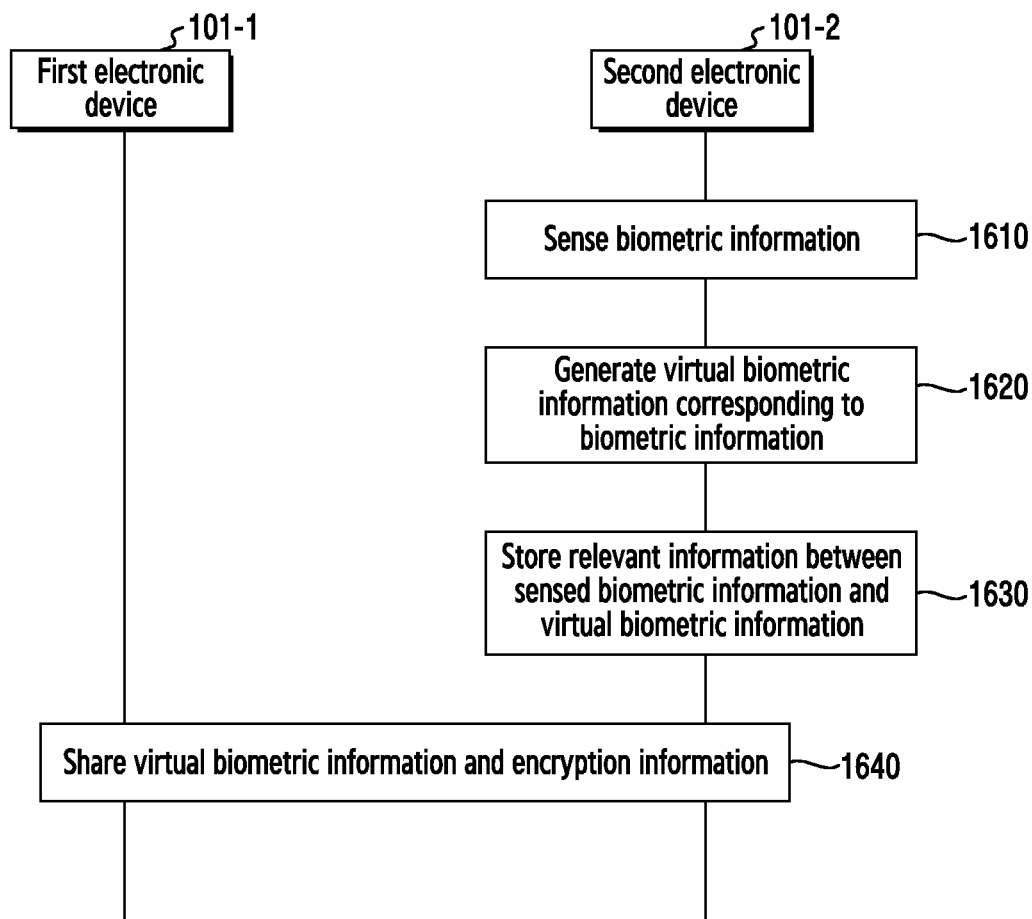 101-1
101-2
First electronic
device
Second electronic
device
Sense biometric information
1610
Generate virtual biometric
information corresponding to
biometric information
1620
Store relevant information between
sensed biometric information and
virtual biometric information
1630
Share virtual biometric information and encryption information
1640